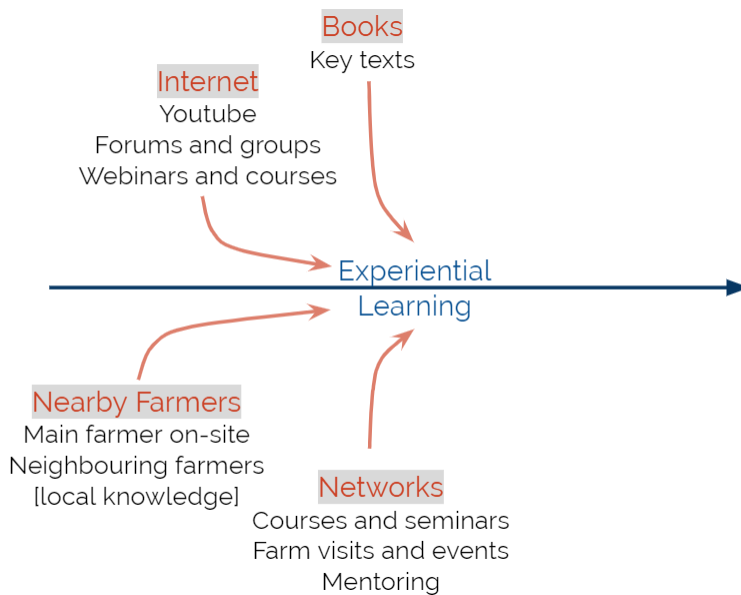 Books
Key texts
Internet
Youtube
Forums and groups
Webinars and courses
Experiential
Learning
Nearby Farmers
Main farmer on-site
Neighbouring farmers
[local knowledge]
Networks
Courses and seminars
Farm visits and events
Mentoring